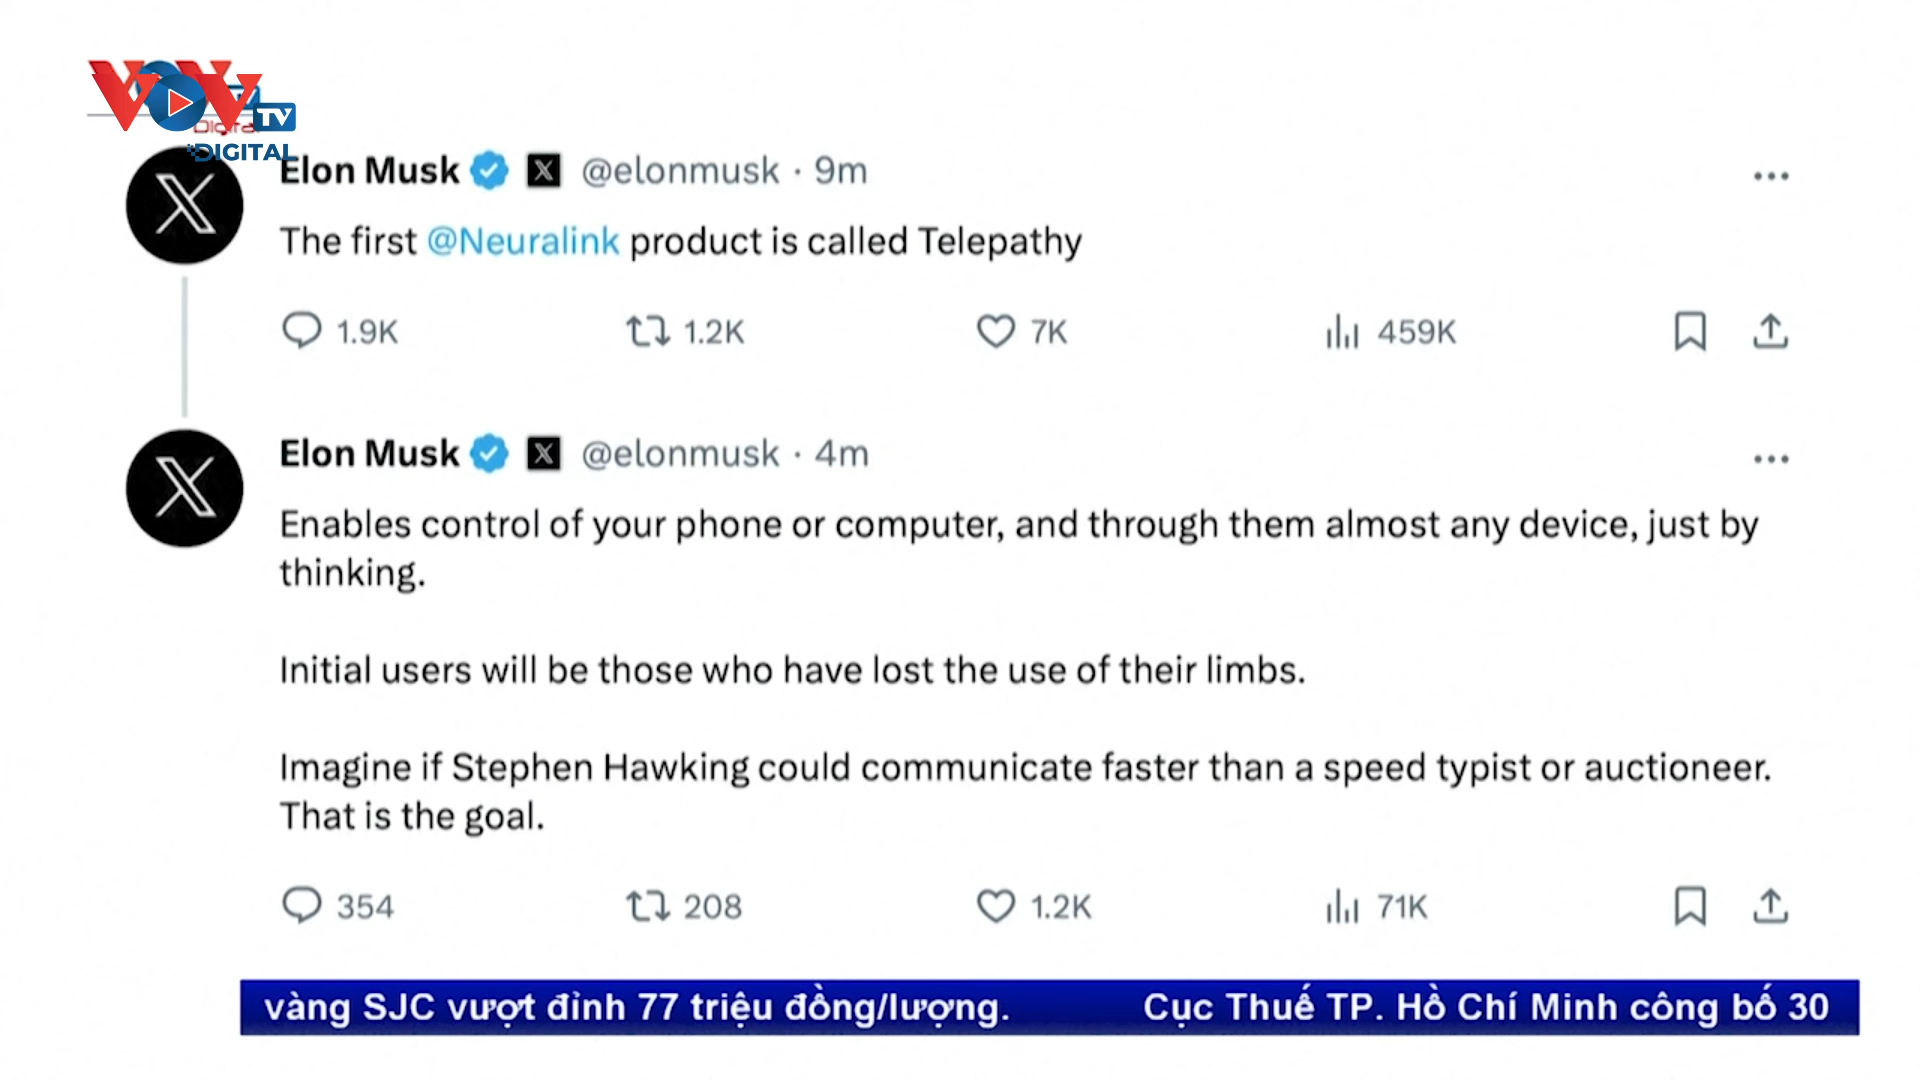 VOV TV
DIGITAL
Elon Musk @elonmusk · 9m
The first @Neuralink product is called Telepathy
1.9K 1.2K 7K 459K
Elon Musk @elonmusk · 4m
Enables control of your phone or computer, and through them almost any device, just by
thinking.
Initial users will be those who have lost the use of their limbs.
Imagine if Stephen Hawking could communicate faster than a speed typist or auctioneer.
That is the goal.
354 208 1.2K 71K
vàng SJC vượt đỉnh 77 triệu đồng/lượng. Cục Thuế TP. Hồ Chí Minh công bố 30